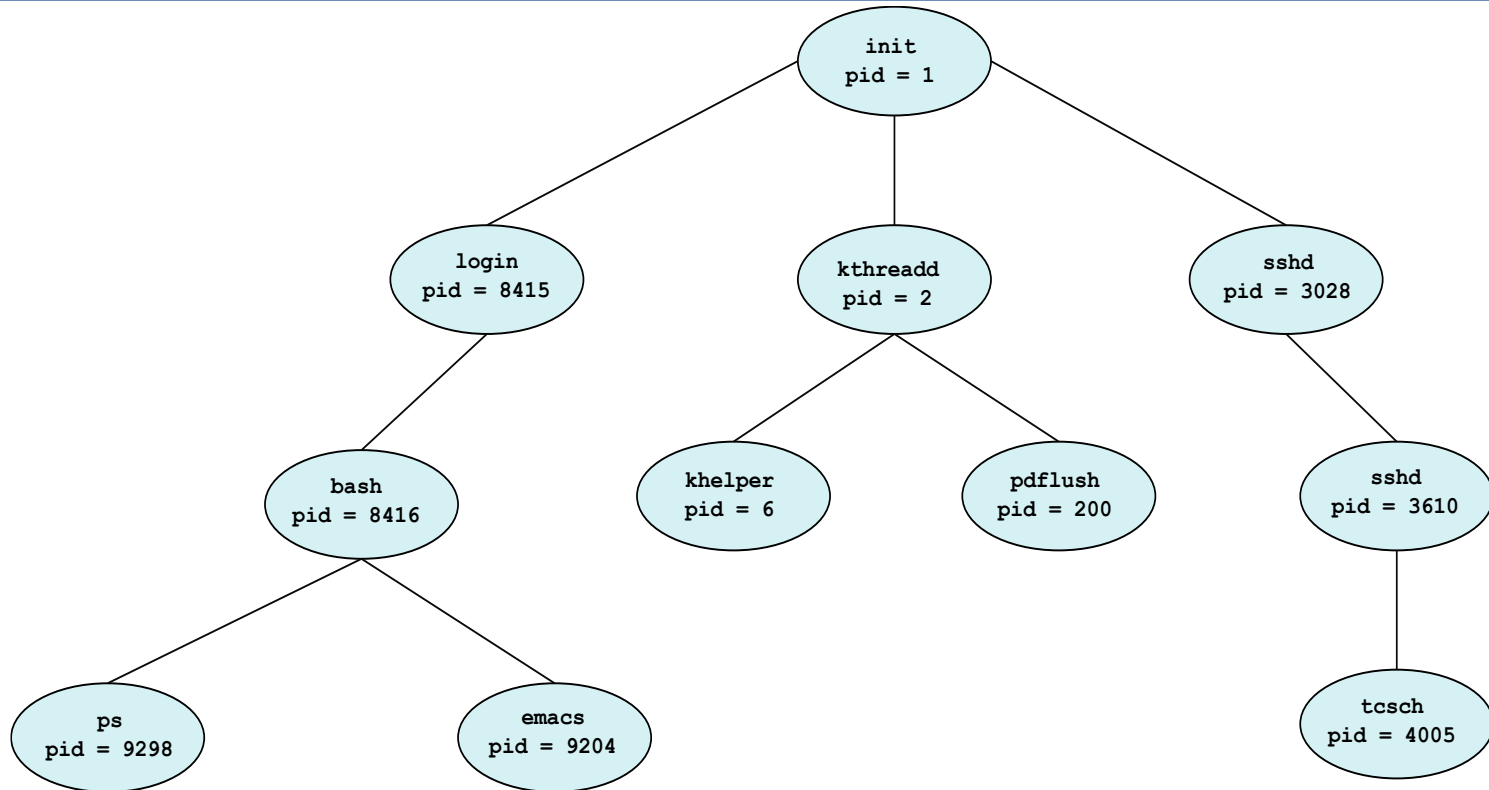 init
pid = 1
login
pid = 8415
kthreadd
pid = 2
sshd
pid = 3028
bash
pid = 8416
khelper
pid = 6
pdflush
pid = 200
sshd
pid = 3610
ps
pid = 9298
emacs
pid = 9204
tcsch
pid = 4005